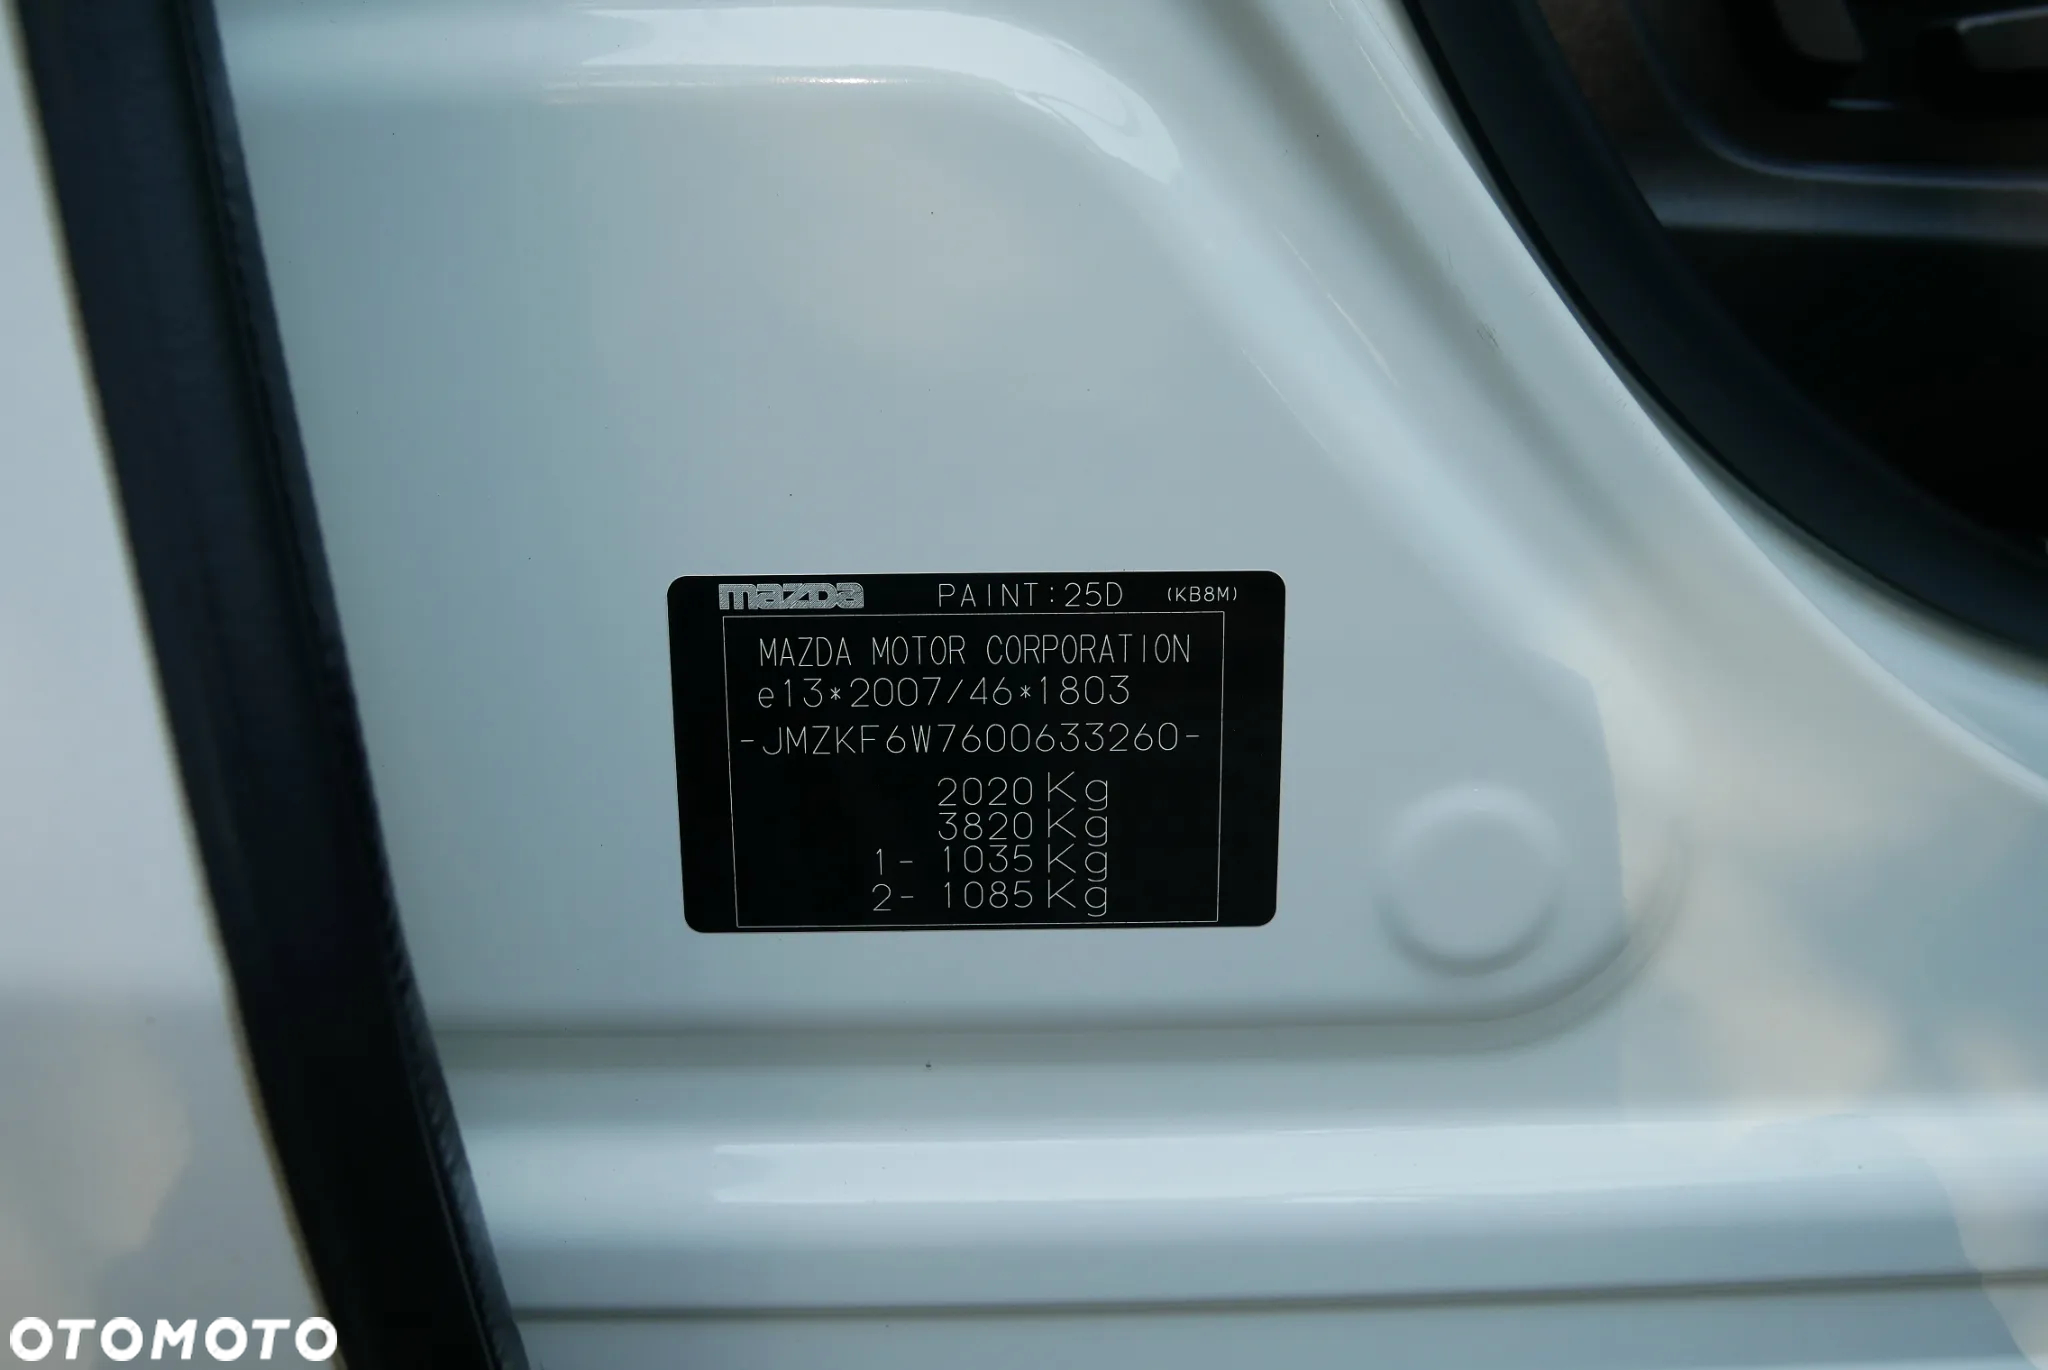 mazda PAINT:25D (KB8M)
MAZDA MOTOR CORPORATION
e13*2007/46*1803
-JMZKF6W7600633260-
2020Kg
3820Kg
1- 1035Kg
2- 1085Kg
OTOMOTO